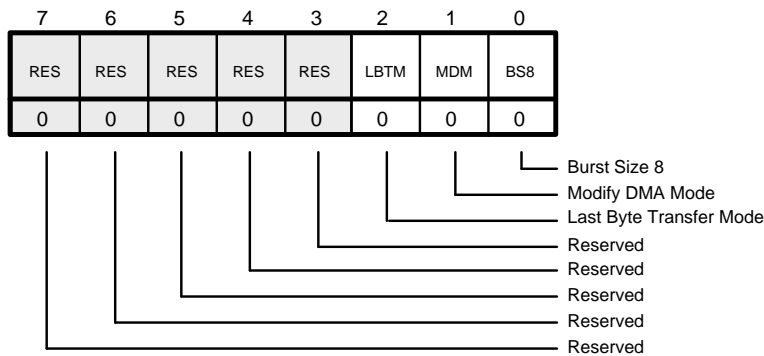 7 6 5 4 3 2 1 0
RES RES RES RES RES LBTM MDM BS8
0 0 0 0 0 0 0 0
Burst Size 8
Modify DMA Mode
Last Byte Transfer Mode
Reserved
Reserved
Reserved
Reserved
Reserved